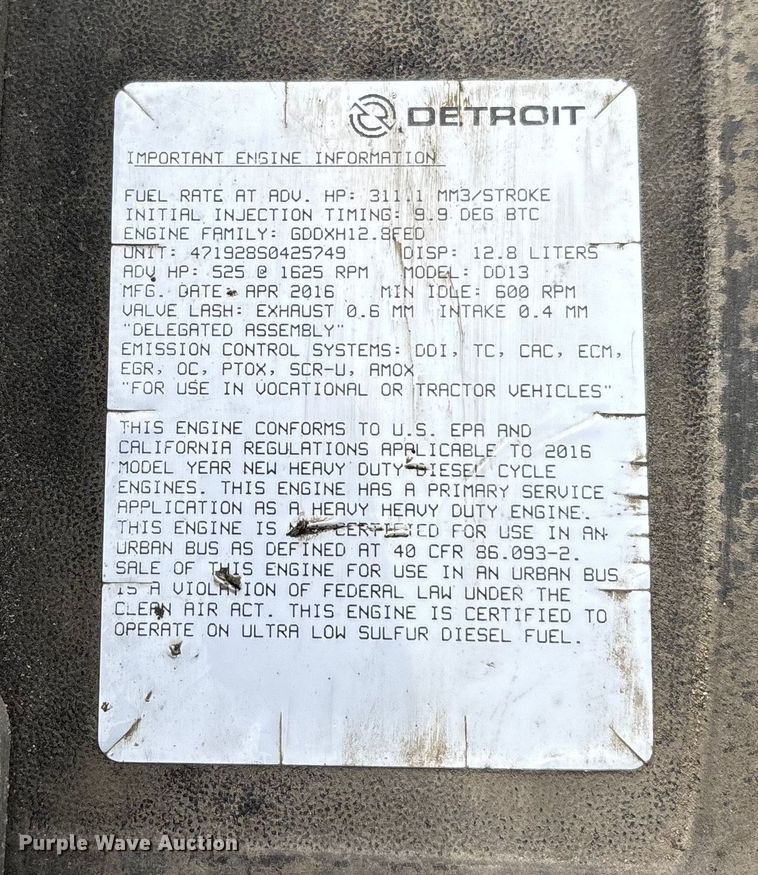 DETROIT
IMPORTANT ENGINE INFORMATION
FUEL RATE AT ADV. HP: 311.1 MM3/STROKE
INITIAL INJECTION TIMING: 9.9 DEG BTC
ENGINE FAMILY: GDDXH12.8FED
UNIT: 471928S0425749 DISP: 12.8 LITERS
ADV HP: 525 @ 1625 RPM MODEL: DD13
MFG. DATE: APR 2016 MIN IDLE: 600 RPM
VALVE LASH: EXHAUST 0.6 MM INTAKE 0.4 MM
"DELEGATED ASSEMBLY"
EMISSION CONTROL SYSTEMS: DDI, TC, CAC, ECM,
EGR, OC, PTOX, SCR-U, AMOX
"FOR USE IN VOCATIONAL OR TRACTOR VEHICLES"
THIS ENGINE CONFORMS TO U.S. EPA AND
CALIFORNIA REGULATIONS APPLICABLE TO 2016
MODEL YEAR NEW HEAVY DUTY DIESEL CYCLE
ENGINES. THIS ENGINE HAS A PRIMARY SERVICE
APPLICATION AS A HEAVY HEAVY DUTY ENGINE.
THIS ENGINE IS CERTIFIED FOR USE IN AN
URBAN BUS AS DEFINED AT 40 CFR 86.093-2.
SALE OF THIS ENGINE FOR USE IN AN URBAN BUS
IS A VIOLATION OF FEDERAL LAW UNDER THE
CLEAN AIR ACT. THIS ENGINE IS CERTIFIED TO
OPERATE ON ULTRA LOW SULFUR DIESEL FUEL.
Purple Wave Auction